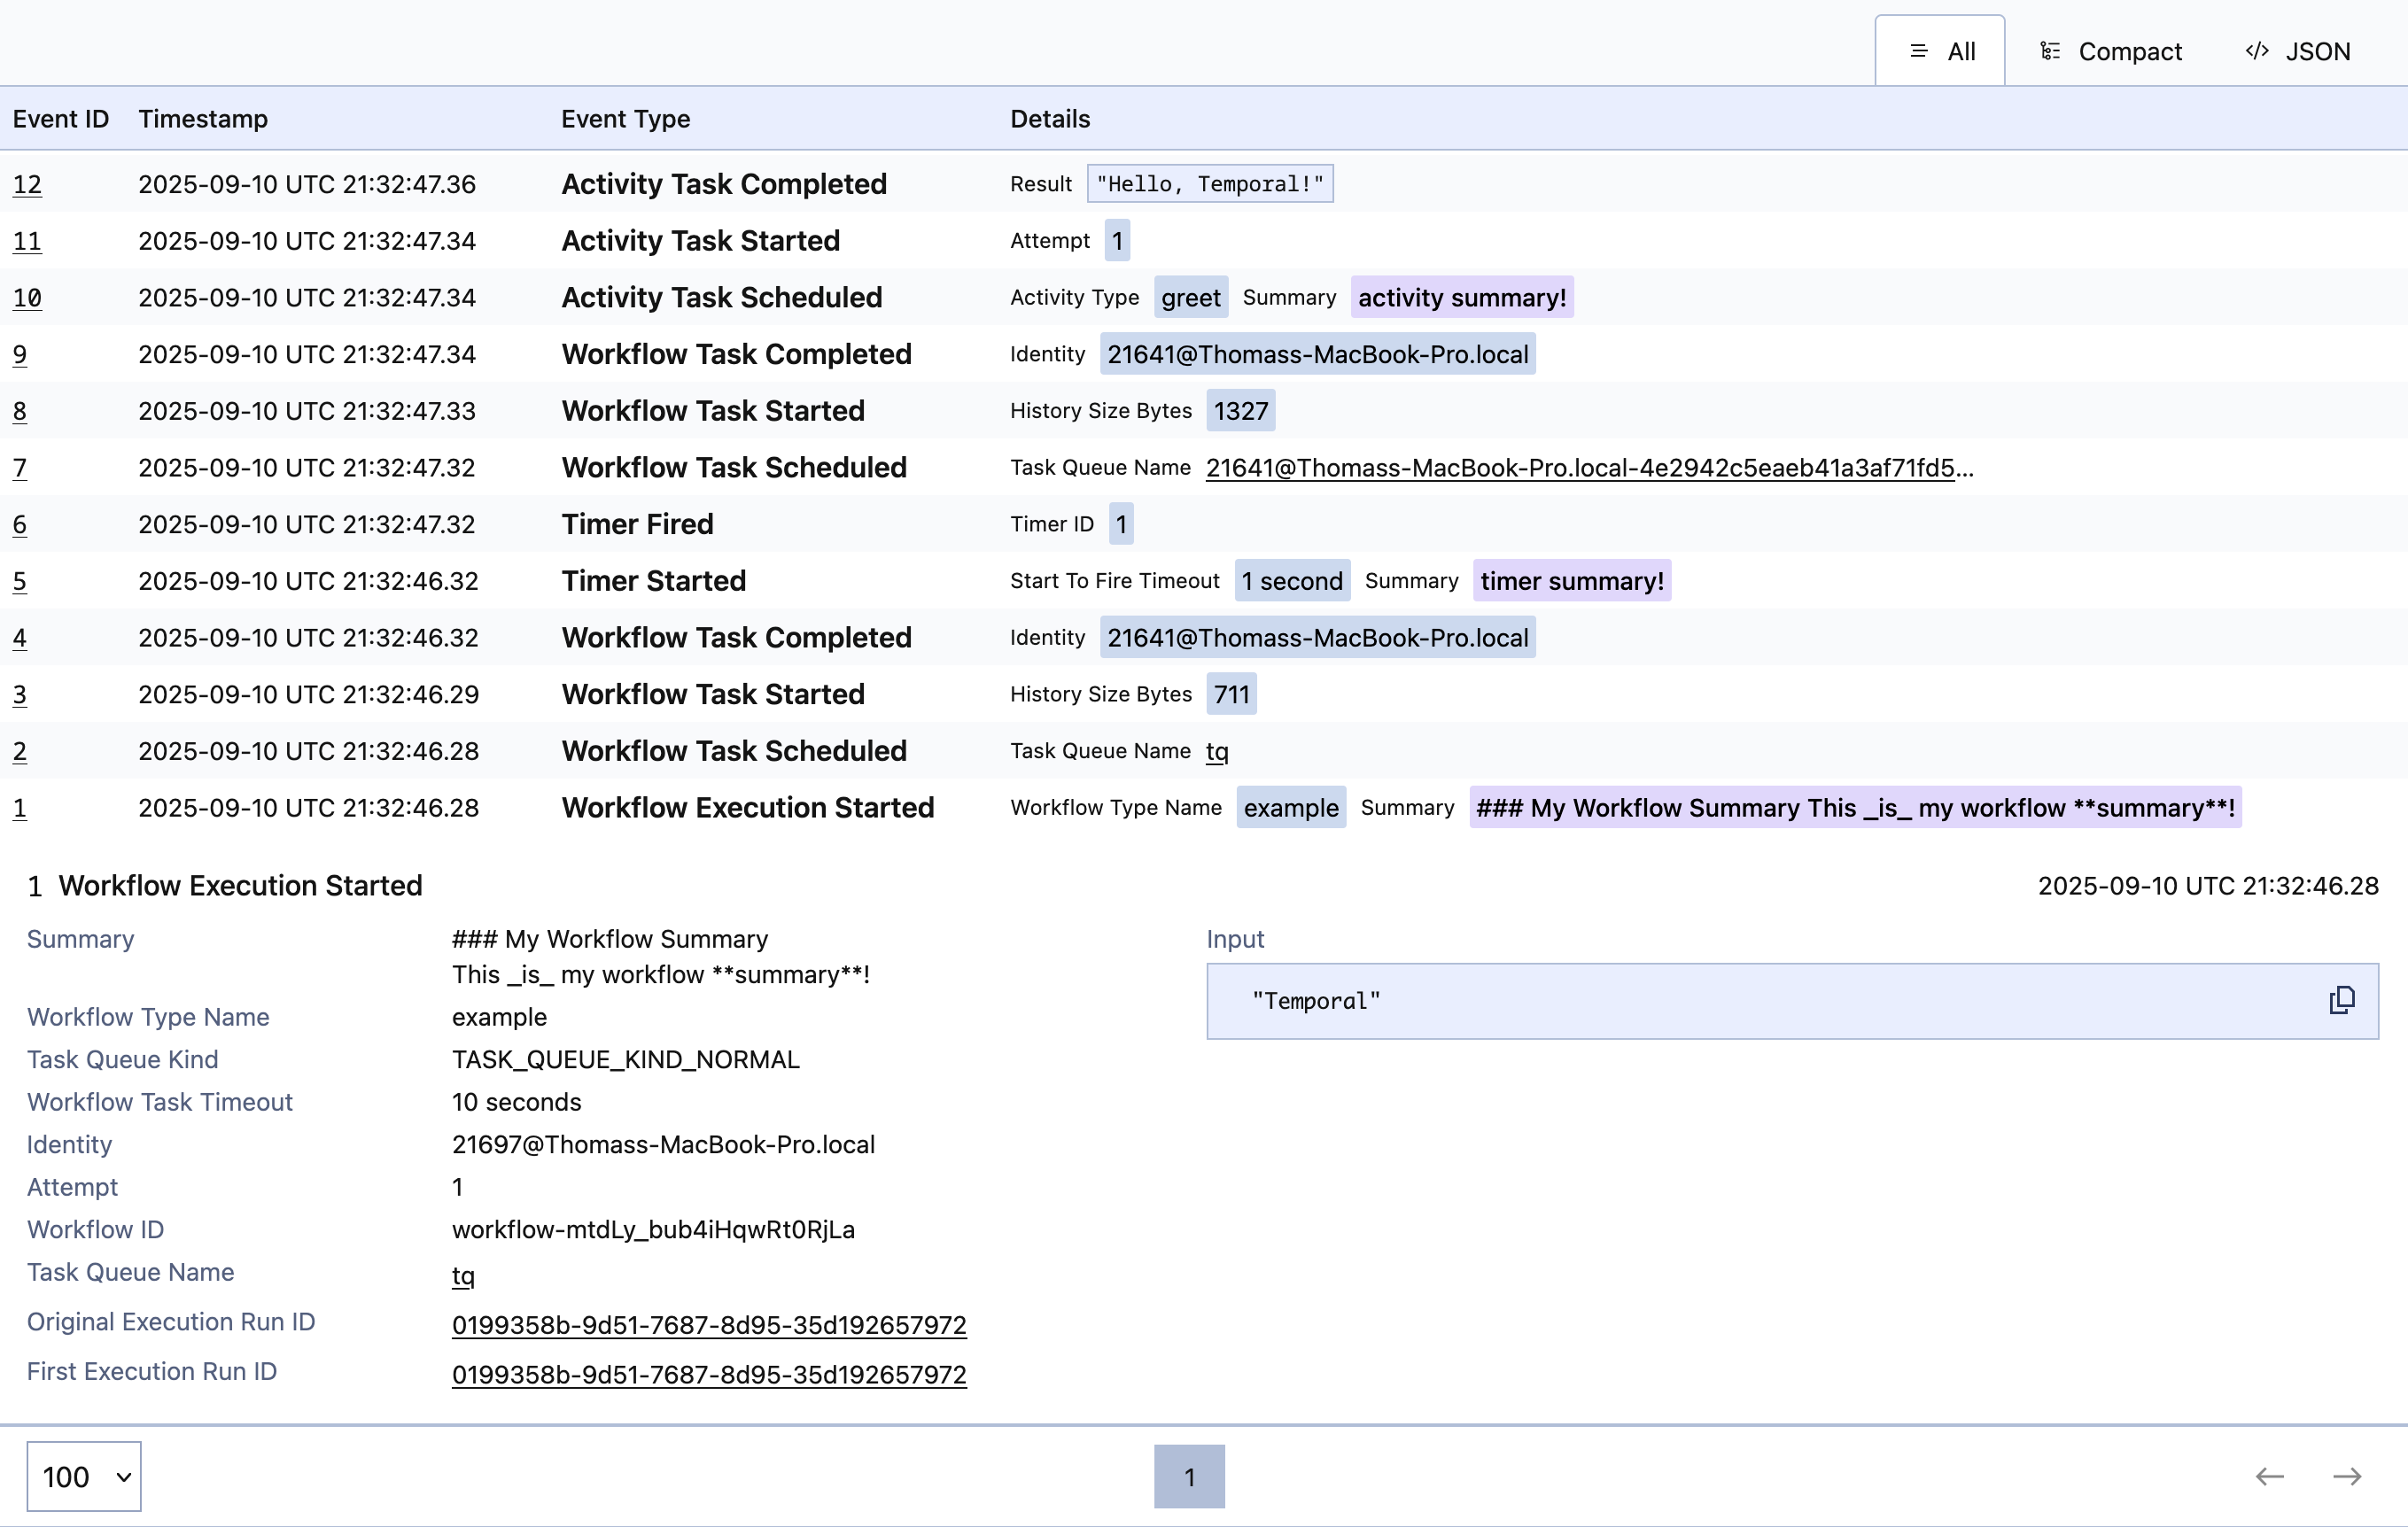 All Compact JSON
Event ID Timestamp Event Type Details
12 2025-09-10 UTC 21:32:47.36 Activity Task Completed Result "Hello, Temporal!"
11 2025-09-10 UTC 21:32:47.34 Activity Task Started Attempt 1
10 2025-09-10 UTC 21:32:47.34 Activity Task Scheduled Activity Type greet Summary activity summary!
9 2025-09-10 UTC 21:32:47.34 Workflow Task Completed Identity 21641@Thomass-MacBook-Pro.local
8 2025-09-10 UTC 21:32:47.33 Workflow Task Started History Size Bytes 1327
7 2025-09-10 UTC 21:32:47.32 Workflow Task Scheduled Task Queue Name 21641@Thomass-MacBook-Pro.local-4e2942c5eaeb41a3af71fd5...
6 2025-09-10 UTC 21:32:47.32 Timer Fired Timer ID 1
5 2025-09-10 UTC 21:32:46.32 Timer Started Start To Fire Timeout 1 second Summary timer summary!
4 2025-09-10 UTC 21:32:46.32 Workflow Task Completed Identity 21641@Thomass-MacBook-Pro.local
3 2025-09-10 UTC 21:32:46.29 Workflow Task Started History Size Bytes 711
2 2025-09-10 UTC 21:32:46.28 Workflow Task Scheduled Task Queue Name tq
1 2025-09-10 UTC 21:32:46.28 Workflow Execution Started Workflow Type Name example Summary ### My Workflow Summary This _is_ my workflow **summary**!
1 Workflow Execution Started 2025-09-10 UTC 21:32:46.28
Summary ### My Workflow Summary
This _is_ my workflow **summary**!
Workflow Type Name example
Task Queue Kind TASK_QUEUE_KIND_NORMAL
Workflow Task Timeout 10 seconds
Identity 21697@Thomass-MacBook-Pro.local
Attempt 1
Workflow ID workflow-mtdLy_bub4iHqwRt0RjLa
Task Queue Name tq
Original Execution Run ID 0199358b-9d51-7687-8d95-35d192657972
First Execution Run ID 0199358b-9d51-7687-8d95-35d192657972
Input
"Temporal"
100 1